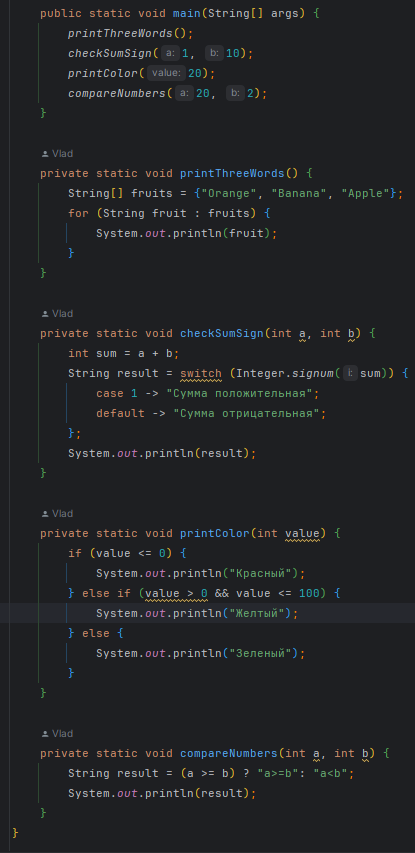 public static void main(String[] args) {
printThreeWords();
checkSumSign( a: 1, b: 10);
printColor( value: 20);
compareNumbers( a: 20, b: 2);
}
Vlad
private static void printThreeWords() {
String[] fruits = {"Orange", "Banana", "Apple"};
for (String fruit : fruits) {
System.out.println(fruit);
}
}
Vlad
private static void checkSumSign(int a, int b) {
int sum = a + b;
String result = switch (Integer.signum( i: sum)) {
case 1 -> "Сумма положительная";
default -> "Сумма отрицательная";
};
System.out.println(result);
}
Vlad
private static void printColor(int value) {
if (value <= 0) {
System.out.println("Красный");
} else if (value > 0 && value <= 100) {
System.out.println("Желтый");
} else {
System.out.println("Зеленый");
}
}
Vlad
private static void compareNumbers(int a, int b) {
String result = (a >= b) ? "a>=b": "a<b";
System.out.println(result);
}
}